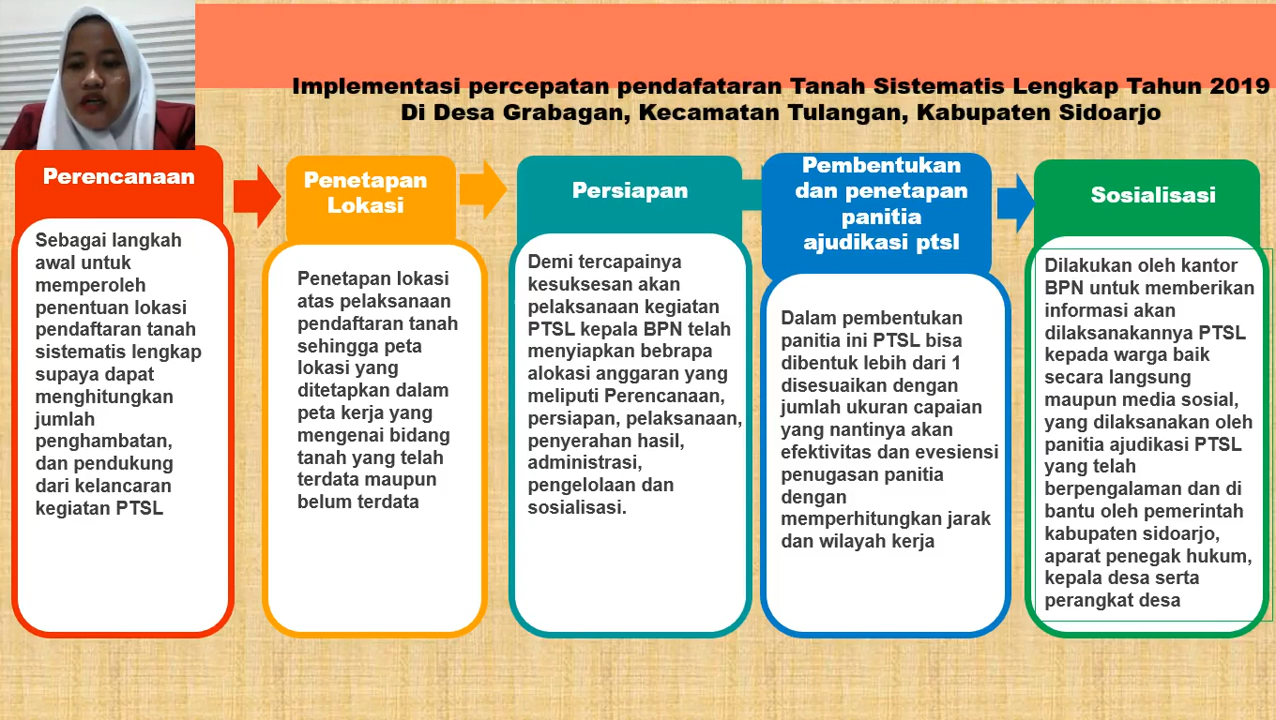 Implementasi percepatan pendafataran Tanah Sistematis Lengkap Tahun 2019
Di Desa Grabagan, Kecamatan Tulangan, Kabupaten Sidoarjo
Perencanaan
Sebagai langkah
awal untuk
memperoleh
penentuan lokasi
pendaftaran tanah
sistematis lengkap
supaya dapat
menghitungkan
jumlah
penghambatan,
dan pendukung
dari kelancaran
kegiatan PTSL
Penetapan
Lokasi
Penetapan lokasi
atas pelaksanaan
pendaftaran tanah
sehingga peta
lokasi yang
ditetapkan dalam
peta kerja yang
mengenai bidang
tanah yang telah
terdata maupun
belum terdata
Persiapan
Demi tercapainya
kesuksesan akan
pelaksanaan kegiatan
PTSL kepala BPN telah
menyiapkan bebrapa
alokasi anggaran yang
meliputi Perencanaan,
persiapan, pelaksanaan,
penyerahan hasil,
administrasi,
pengelolaan dan
sosialisasi.
Pembentukan
dan penetapan
panitia
ajudikasi ptsl
Dalam pembentukan
panitia ini PTSL bisa
dibentuk lebih dari 1
disesuaikan dengan
jumlah ukuran capaian
yang nantinya akan
efektivitas dan evesiensi
penugasan panitia
dengan
memperhitungkan jarak
dan wilayah kerja
Sosialisasi
Dilakukan oleh kantor
BPN untuk memberikan
informasi akan
dilaksanakannya PTSL
kepada warga baik
secara langsung
maupun media sosial,
yang dilaksanakan oleh
panitia ajudikasi PTSL
yang telah
berpengalaman dan di
bantu oleh pemerintah
kabupaten sidoarjo,
aparat penegak hukum,
kepala desa serta
perangkat desa